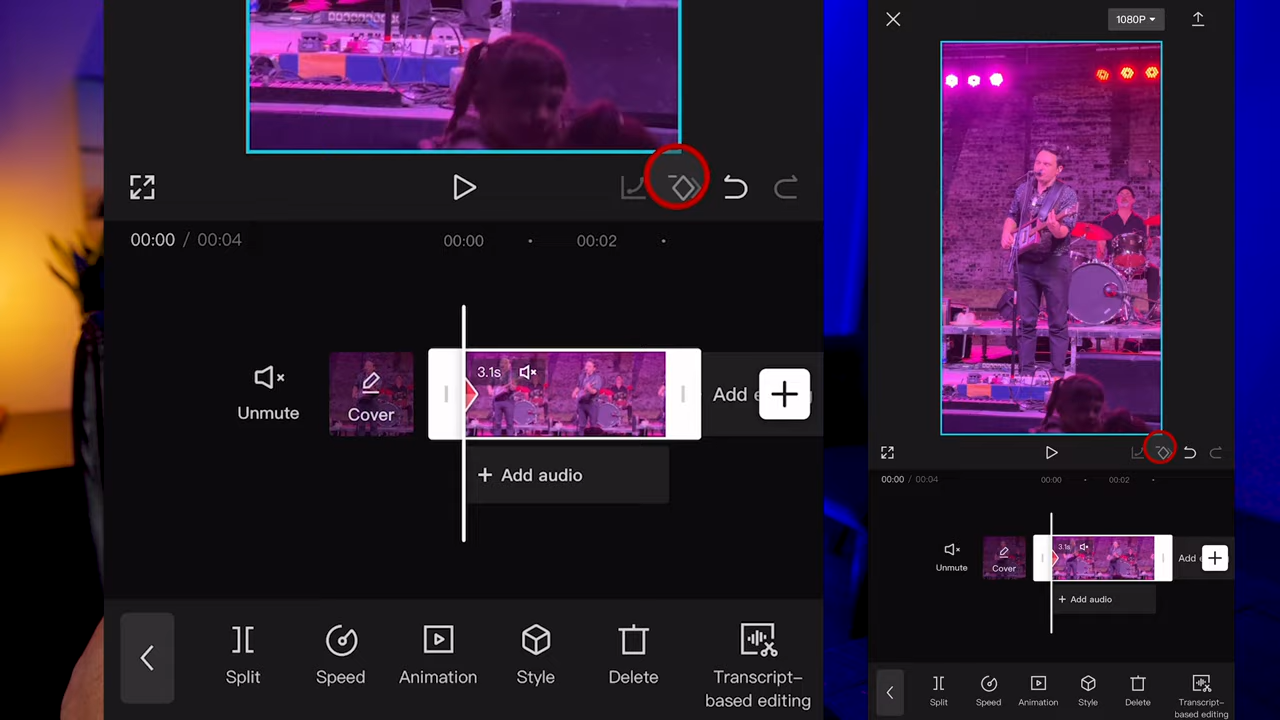 00:00 / 00:04
00:00
00:02
3.1s
Unmute
Cover
Add e
+ Add audio
Split
Speed
Animation
Style
Delete
Transcript-
based editing
1080P
00:00 / 00:04
00:00
00:02
3.1s
Unmute
Cover
Add e
+ Add audio
Split
Speed
Animation
Style
Delete
Transcript-
based editing